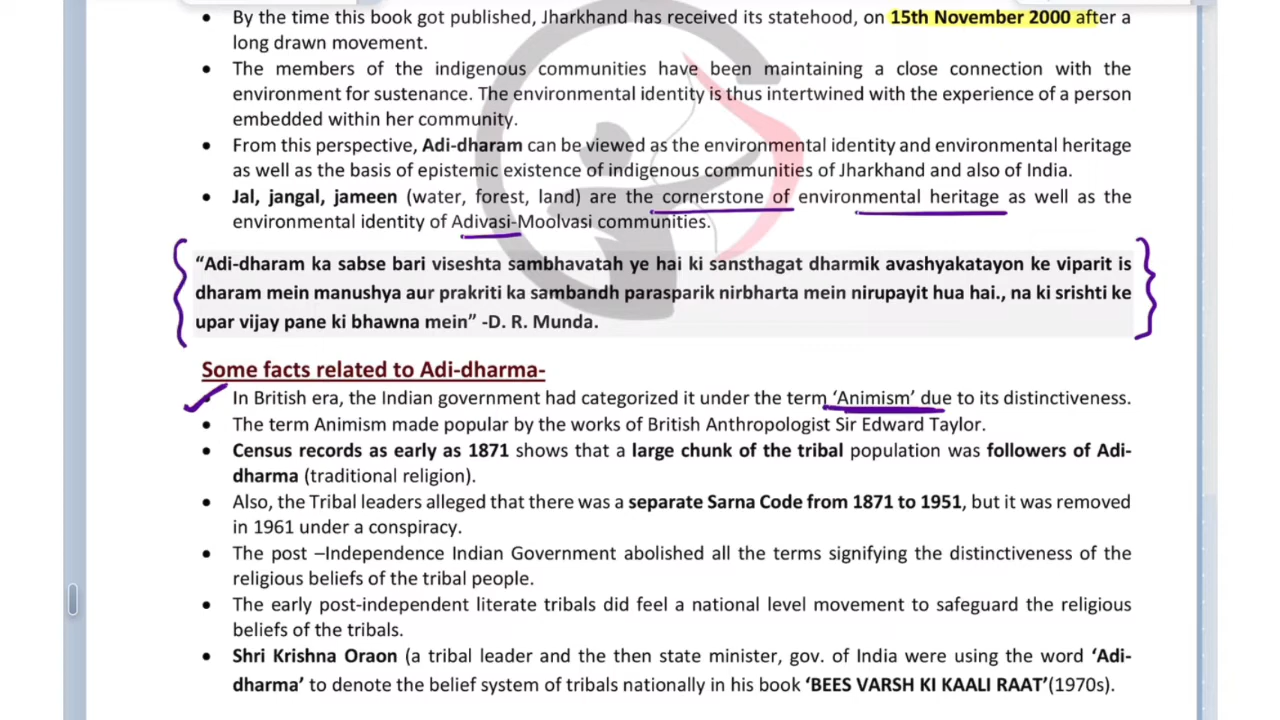 • By the time this book got published, Jharkhand has received its statehood, on 15th November 2000 after a
long drawn movement.
• The members of the indigenous communities have been maintaining a close connection with the
environment for sustenance. The environmental identity is thus intertwined with the experience of a person
embedded within her community.
• From this perspective, Adi-dharam can be viewed as the environmental identity and environmental heritage
as well as the basis of epistemic existence of indigenous communities of Jharkhand and also of India.
• Jal, jangal, jameen (water, forest, land) are the cornerstone of environmental heritage as well as the
environmental identity of Adivasi-Moolvasi communities.
“Adi-dharam ka sabse bari viseshta sambhavatah ye hai ki sansthagat dharmik avashyakatayon ke viparit is
dharam mein manushya aur prakriti ka sambandh parasparik nirbharta mein nirupayit hua hai., na ki srishti ke
upar vijay pane ki bhawna mein” -D. R. Munda.
Some facts related to Adi-dharma-
In British era, the Indian government had categorized it under the term ‘Animism’ due to its distinctiveness.
• The term Animism made popular by the works of British Anthropologist Sir Edward Taylor.
• Census records as early as 1871 shows that a large chunk of the tribal population was followers of Adi-
dharma (traditional religion).
• Also, the Tribal leaders alleged that there was a separate Sarna Code from 1871 to 1951, but it was removed
in 1961 under a conspiracy.
• The post –Independence Indian Government abolished all the terms signifying the distinctiveness of the
religious beliefs of the tribal people.
• The early post-independent literate tribals did feel a national level movement to safeguard the religious
beliefs of the tribals.
• Shri Krishna Oraon (a tribal leader and the then state minister, gov. of India were using the word ‘Adi-
dharma’ to denote the belief system of tribals nationally in his book ‘BEES VARSH KI KAALI RAAT’(1970s).